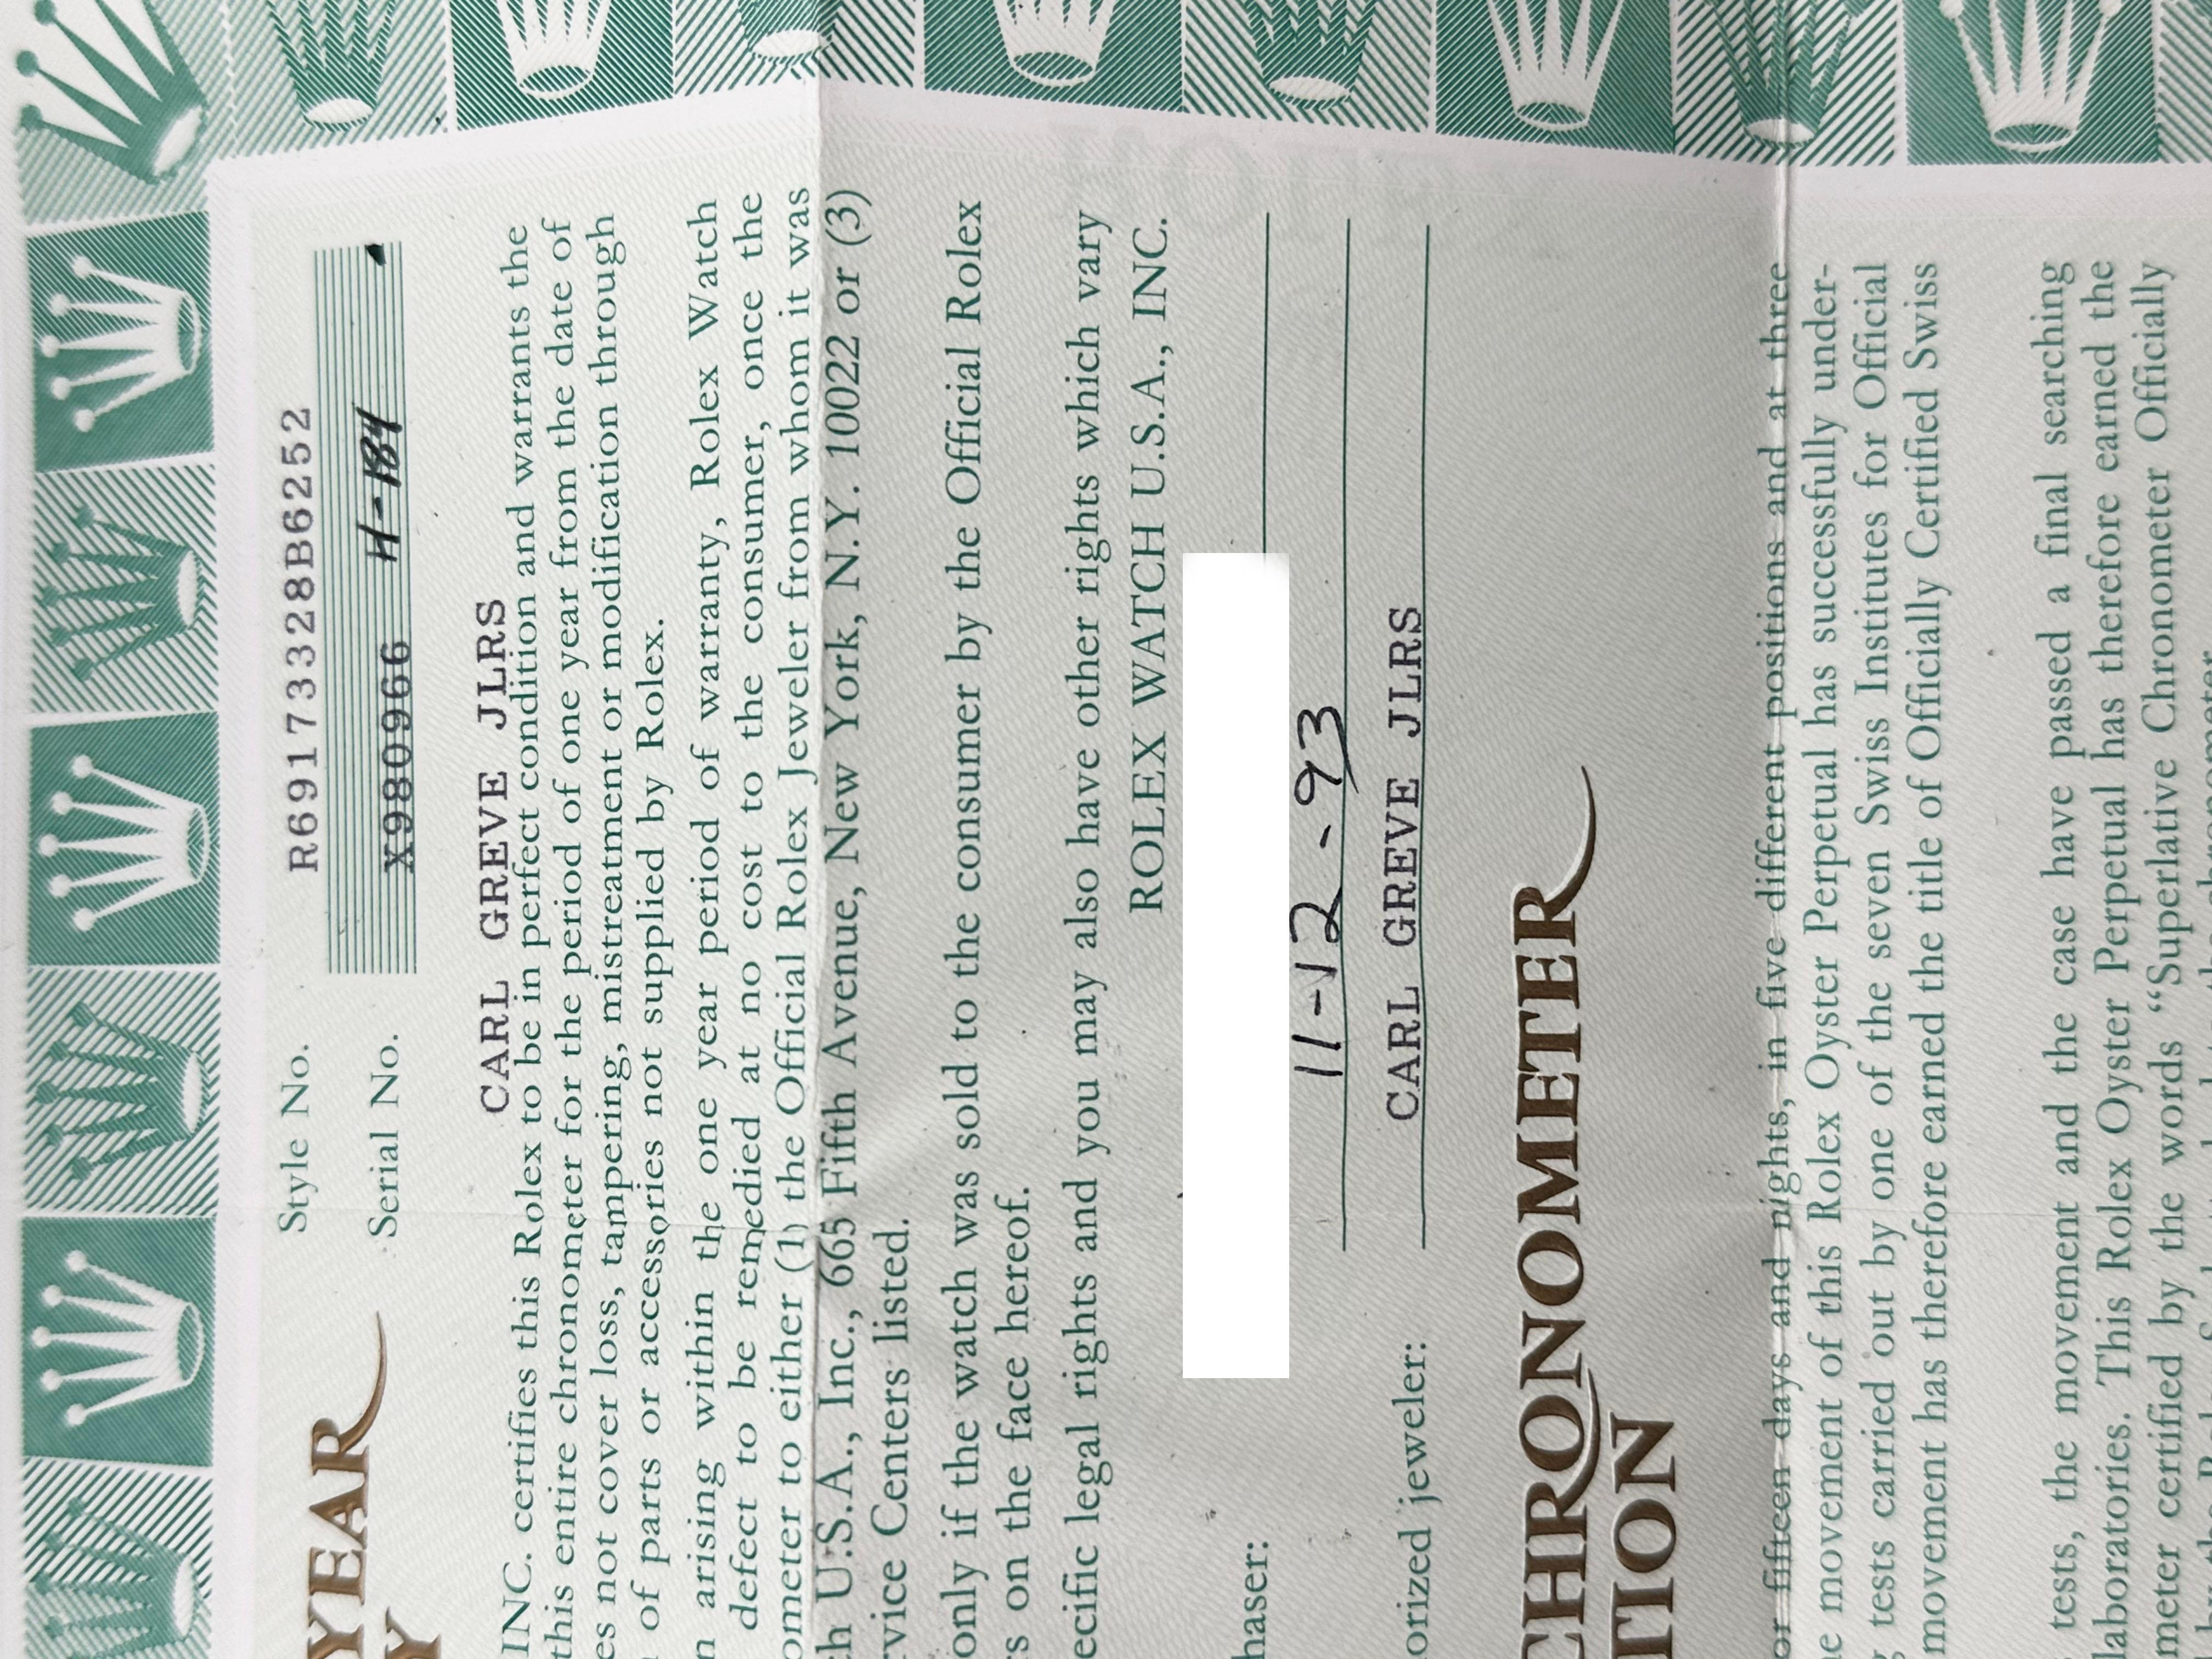 YEAR
Y
Style No. R69173328B6252
Serial No. X980966 H-184
CARL GREVE JLRS
INC. certifies this Rolex to be in perfect condition and warrants the
this entire chronometer for the period of one year from the date of
es not cover loss, tampering, mistreatment or modification through
of parts or accessories not supplied by Rolex.
n arising within the one year period of warranty, Rolex Watch
defect to be remedied at no cost to the consumer, once the
ometer to either (1) the Official Rolex Jeweler from whom it was
ch U.S.A., Inc., 665 Fifth Avenue, New York, N.Y. 10022 or (3)
rvice Centers listed.
only if the watch was sold to the consumer by the Official Rolex
s on the face hereof.
ecific legal rights and you may also have other rights which vary
ROLEX WATCH U.S.A., INC.
haser:
11-12-93
orized jeweler: CARL GREVE JLRS
CHRONOMETER
TION
or fifteen days and nights, in five different positions and at three
e movement of this Rolex Oyster Perpetual has successfully under-
g tests carried out by one of the seven Swiss Institutes for Official
movement has therefore earned the title of Officially Certified Swiss
tests, the movement and the case have passed a final searching
laboratories. This Rolex Oyster Perpetual has therefore earned the
meter certified by the words “Superlative Chronometer Officially